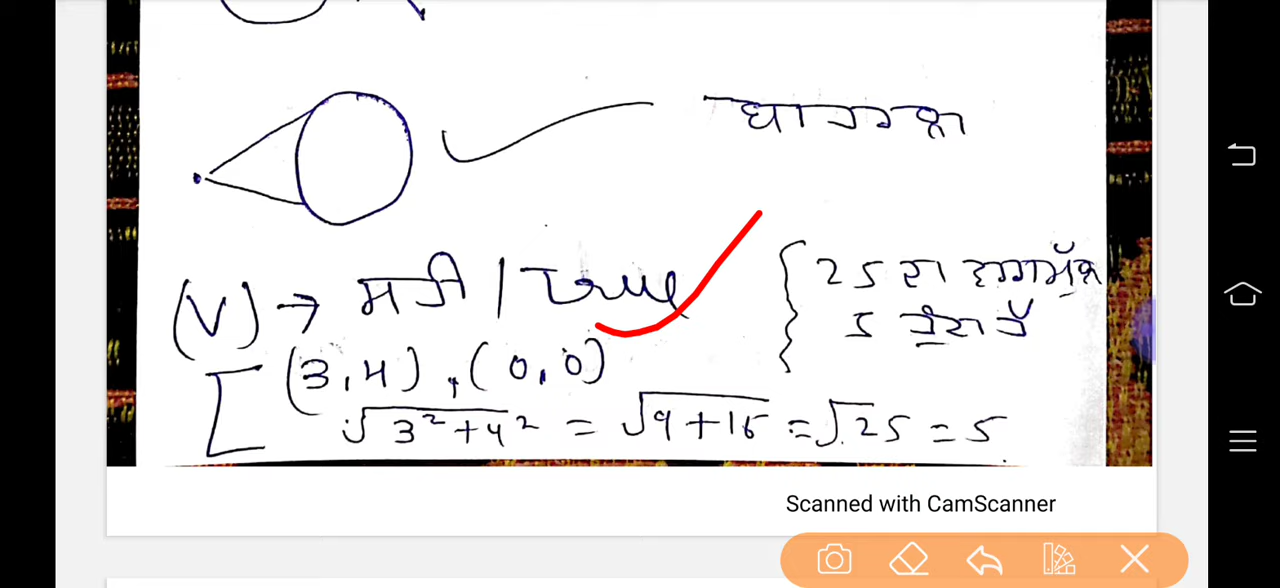 (V) → ਸਹੀ / True
{ 25 ਦਾ ਵਰਗਮੂਲ
5 ਹੁੰਦਾ ਹੈ
[ (3,4), (0,0)
√3²+4² = √9+16 = √25 = 5
Scanned with CamScanner